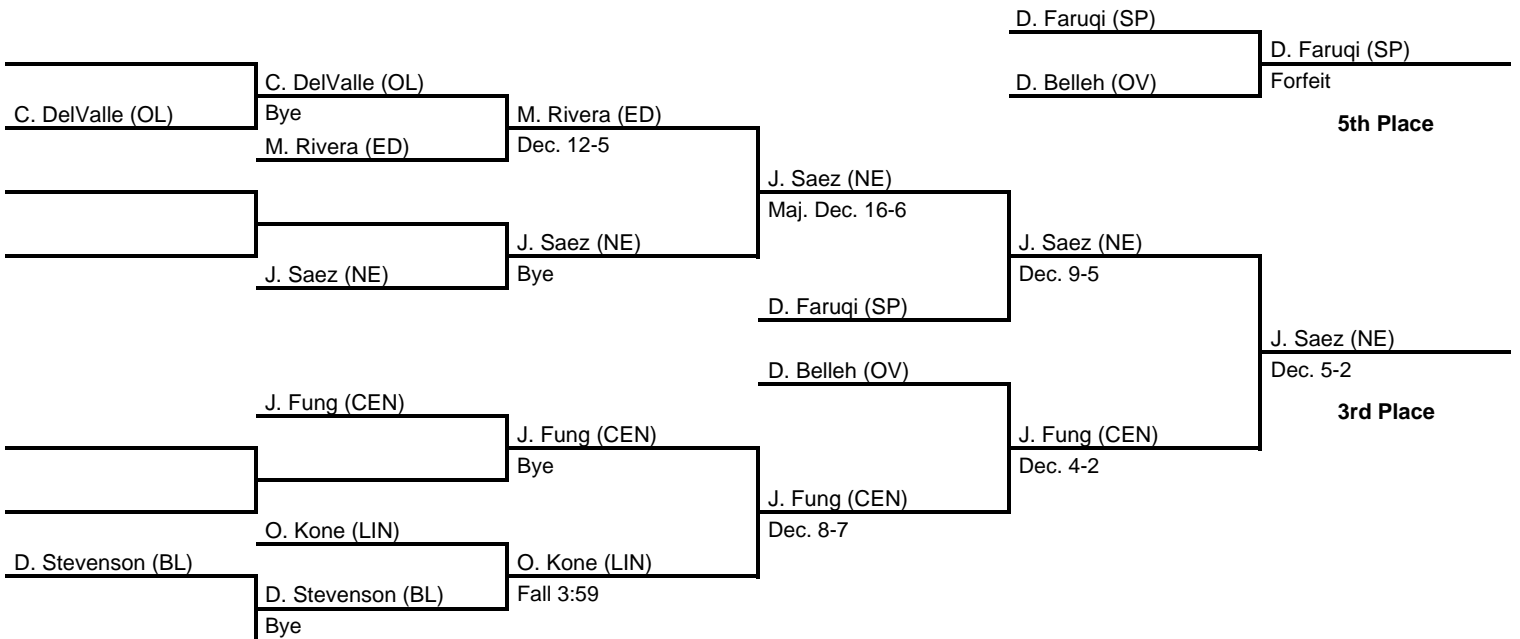 D. Faruqi (SP)
D. Faruqi (SP)
C. DelValle (OL)
D. Belleh (OV)
Forfeit
C. DelValle (OL)
Bye
M. Rivera (ED)
5th Place
M. Rivera (ED)
Dec. 12-5
J. Saez (NE)
Maj. Dec. 16-6
J. Saez (NE)
J. Saez (NE)
J. Saez (NE)
Bye
Dec. 9-5
D. Faruqi (SP)
J. Saez (NE)
D. Belleh (OV)
Dec. 5-2
J. Fung (CEN)
3rd Place
J. Fung (CEN)
J. Fung (CEN)
Bye
Dec. 4-2
J. Fung (CEN)
O. Kone (LIN)
Dec. 8-7
D. Stevenson (BL)
O. Kone (LIN)
D. Stevenson (BL)
Fall 3:59
Bye